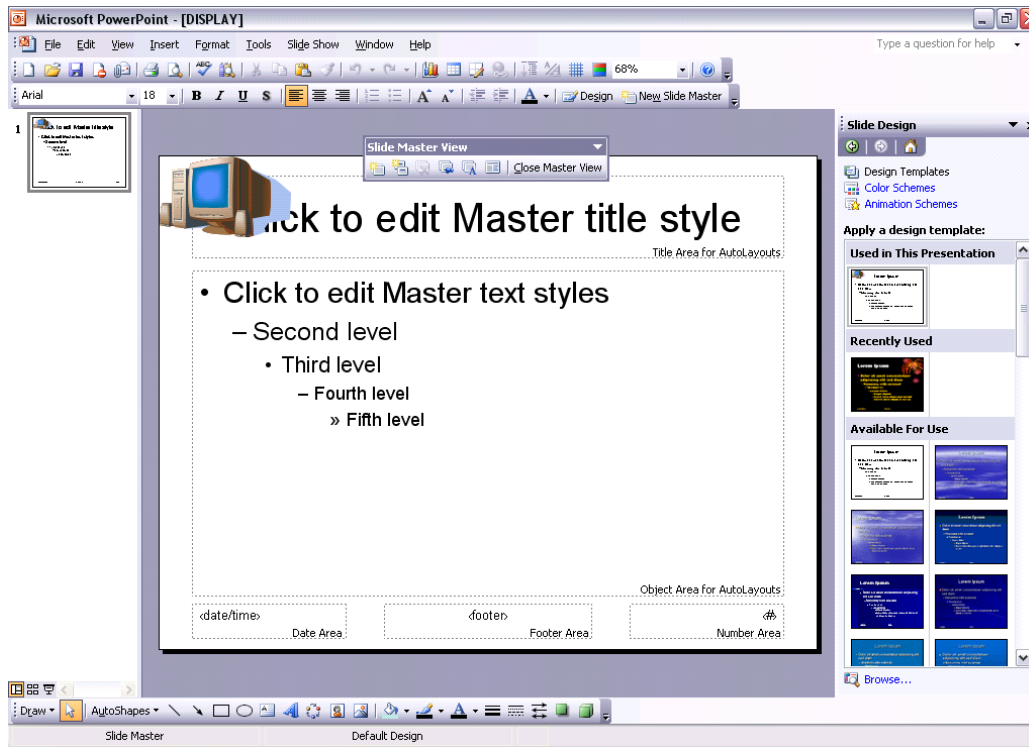 Microsoft PowerPoint - [DISPLAY]
File Edit View Insert Format Tools Slide Show Window Help Type a question for help
68%
Arial 18 B I U S A A A Design New Slide Master
1
Slide Master View
Close Master View
Click to edit Master title style
Title Area for AutoLayouts
• Click to edit Master text styles
– Second level
• Third level
– Fourth level
» Fifth level
Object Area for AutoLayouts
<date/time>
Date Area
<footer>
Footer Area
<#>
Number Area
Slide Design
Design Templates
Color Schemes
Animation Schemes
Apply a design template:
Used in This Presentation
Recently Used
Available For Use
Browse...
Draw AutoShapes
Slide Master Default Design